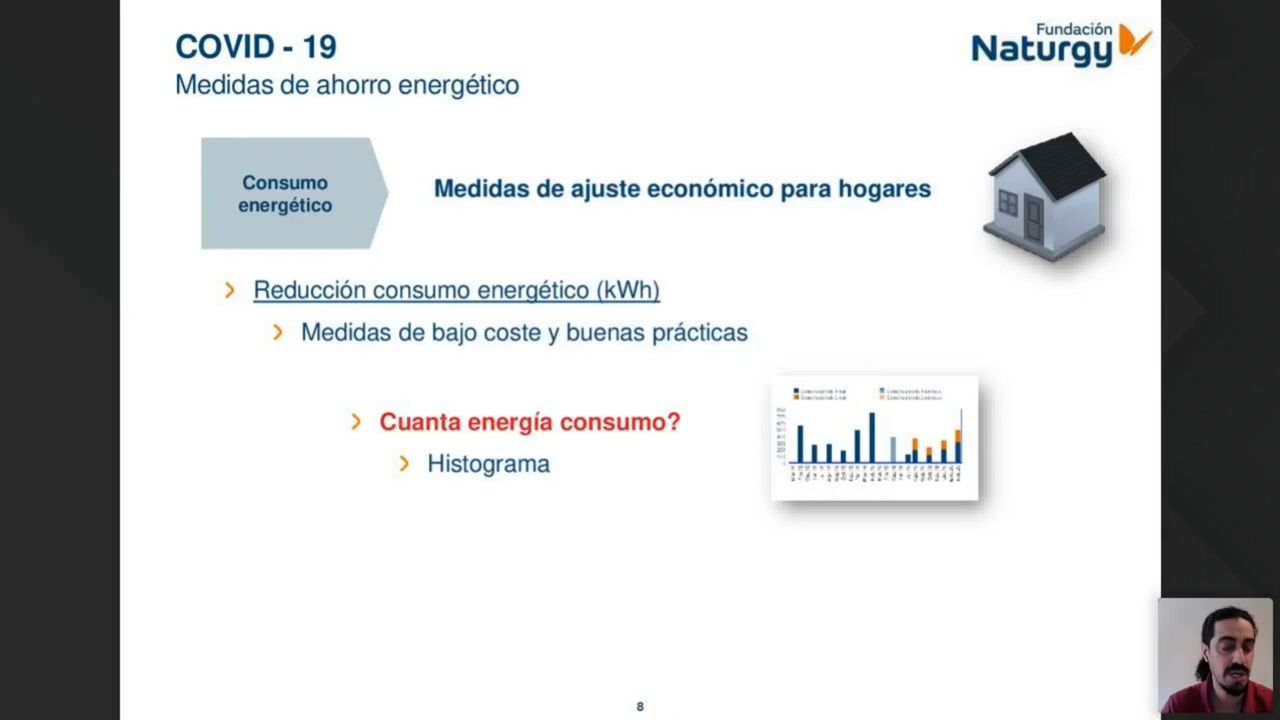 COVID - 19
Medidas de ahorro energético
Fundación
Naturgy
Consumo
energético
Medidas de ajuste económico para hogares
Reducción consumo energético (kWh)
Medidas de bajo coste y buenas prácticas
Cuanta energía consumo?
Histograma
8